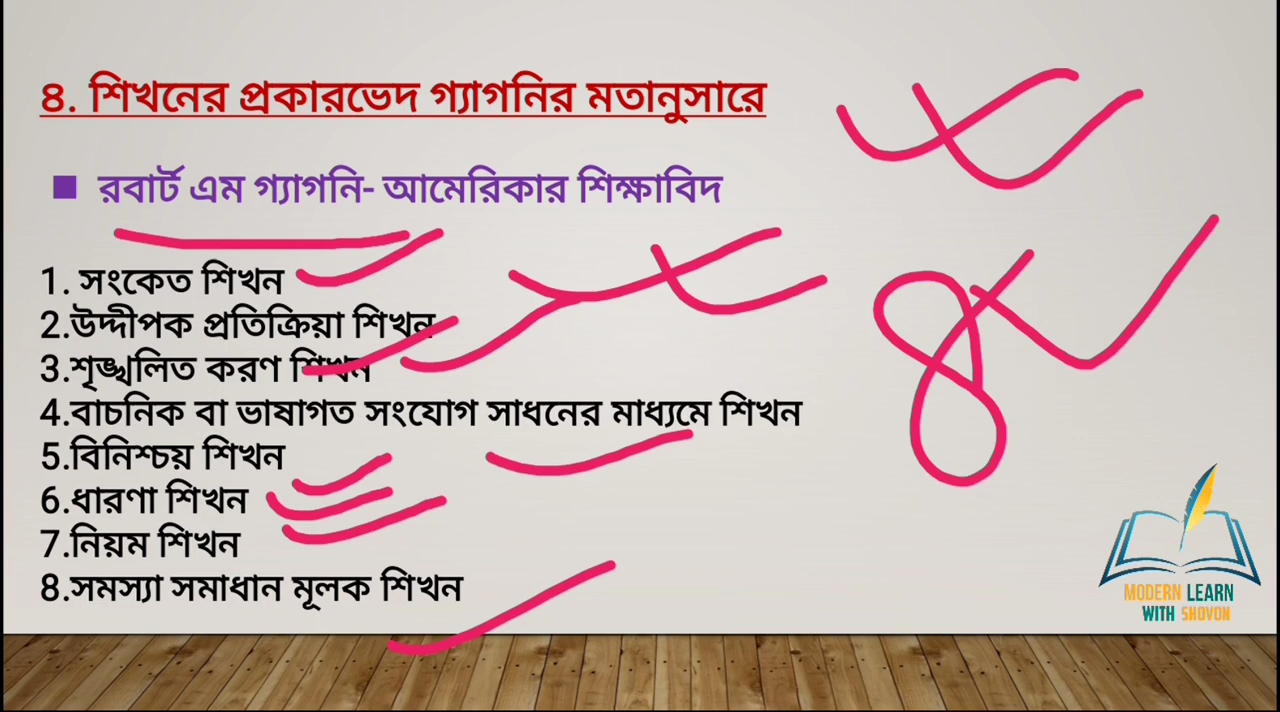 ৪. শিখনের প্রকারভেদ গ্যাগনির মতানুসারে
রবার্ট এম গ্যাগনি- আমেরিকার শিক্ষাবিদ
1. সংকেত শিখন
2.উদ্দীপক প্রতিক্রিয়া শিখন
3.শৃঙ্খলিত করণ শিখন
4.বাচনিক বা ভাষাগত সংযোগ সাধনের মাধ্যমে শিখন
5.বিনিশ্চয় শিখন
6.ধারণা শিখন
7.নিয়ম শিখন
8.সমস্যা সমাধান মূলক শিখন
৪
MODERN LEARN
WITH SHOVON